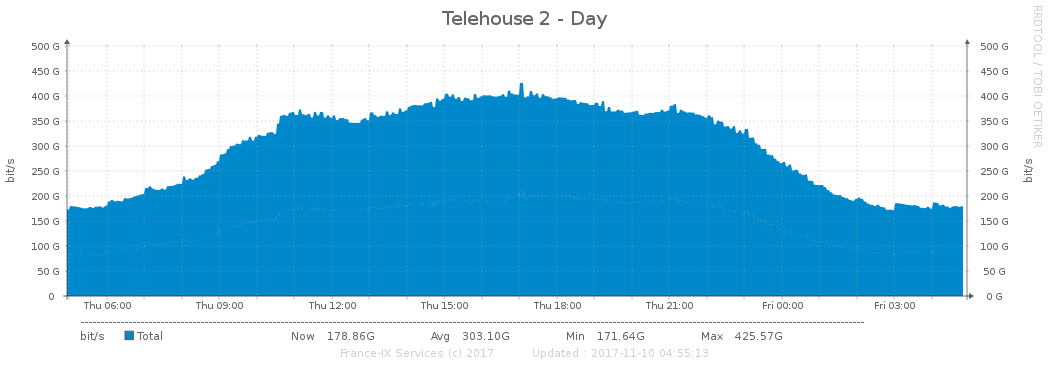 Telehouse 2 - Day
RRDTOOL / TOBI OETIKER
bit/s
500 G 500 G
450 G 450 G
400 G 400 G
350 G 350 G
300 G 300 G
250 G 250 G
200 G 200 G
150 G 150 G
100 G 100 G
50 G 50 G
0 0 G
bit/s
Thu 06:00 Thu 09:00 Thu 12:00 Thu 15:00 Thu 18:00 Thu 21:00 Fri 00:00 Fri 03:00
bit/s Total Now 178.86G Avg 303.10G Min 171.64G Max 425.57G
France-IX Services (c) 2017 Updated : 2017-11-10 04:55:13